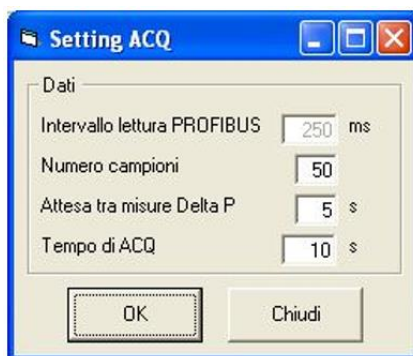 Setting ACQ
Dati
Intervallo lettura PROFIBUS 250 ms
Numero campioni 50
Attesa tra misure Delta P 5 s
Tempo di ACQ 10 s
OK Chiudi